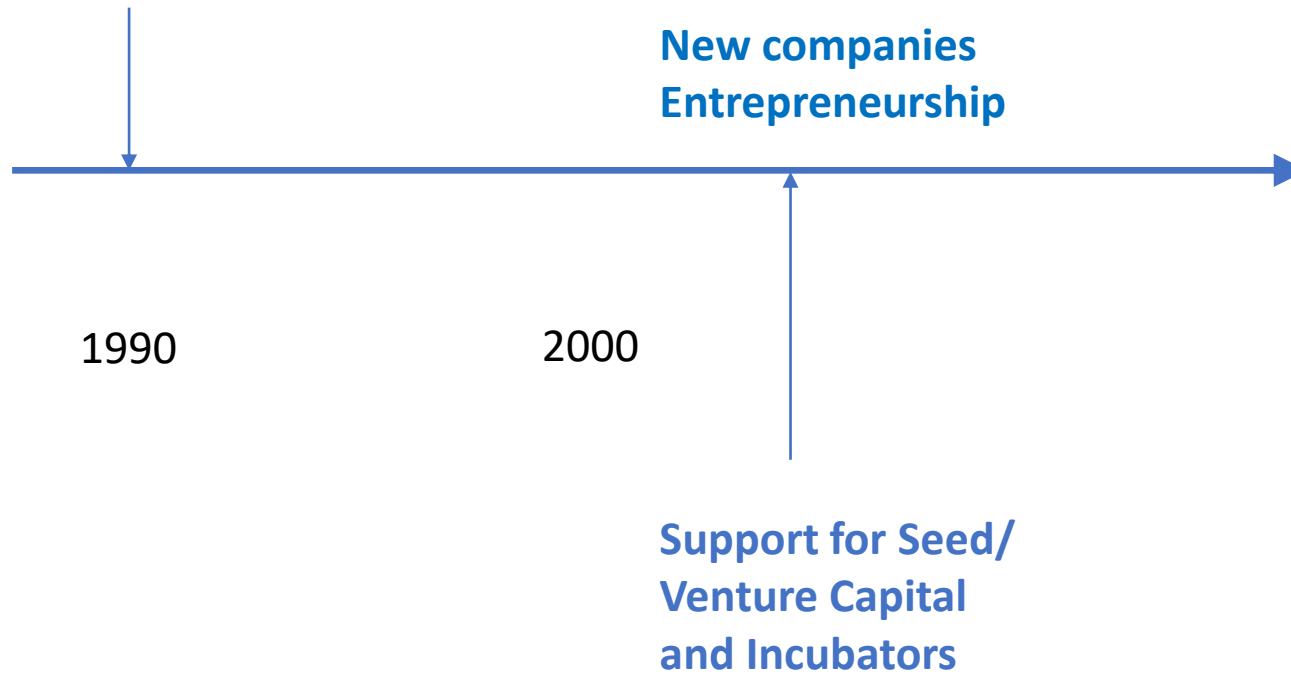 New companies
Entrepreneurship
1990
2000
Support for Seed/
Venture Capital
and Incubators